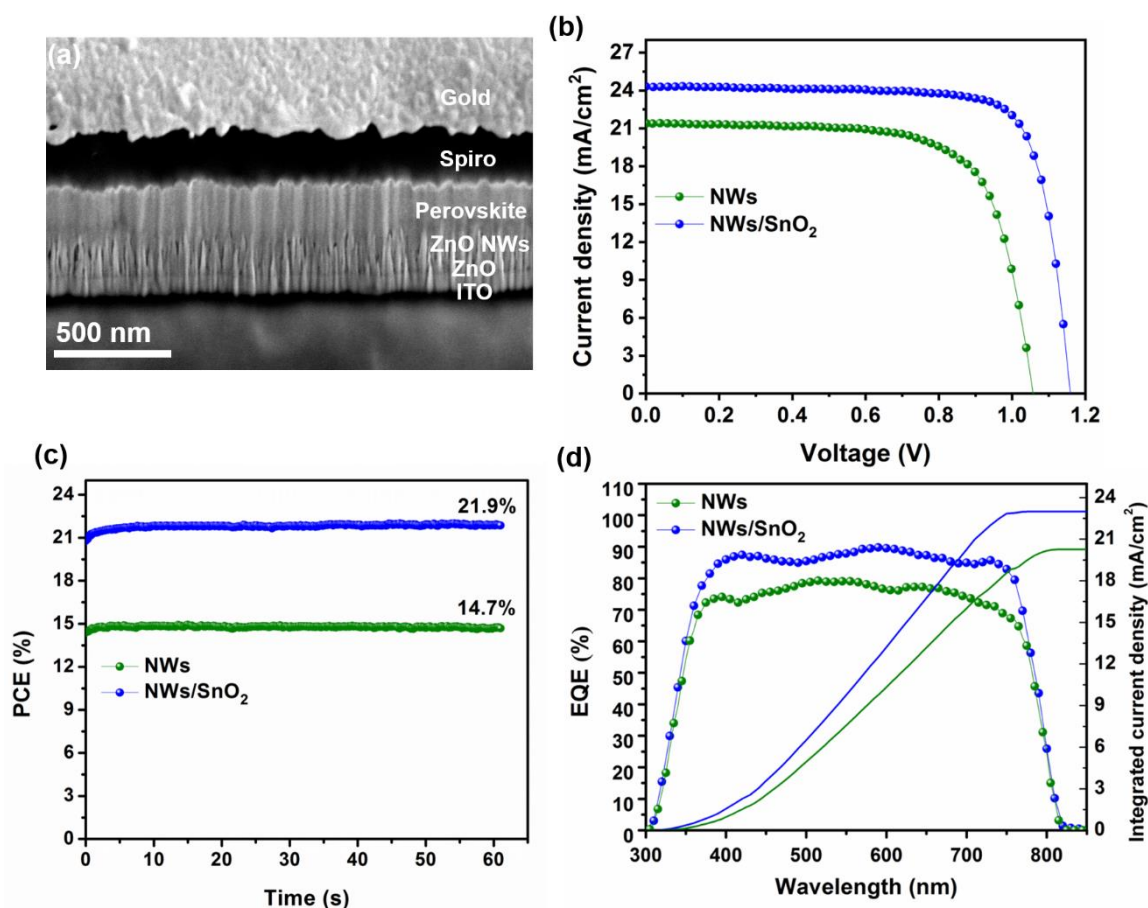 (a)
Gold
Spiro
Perovskite
ZnO NWs
ZnO
ITO
500 nm
(b)
Current density (mA/cm²)
27
24
21
18
15
12
9
6
3
0
NWs
NWs/SnO₂
0.0 0.2 0.4 0.6 0.8 1.0 1.2
Voltage (V)
(c)
PCE (%)
24
21
18
15
12
9
6
3
0
21.9%
14.7%
NWs
NWs/SnO₂
0 10 20 30 40 50 60
Time (s)
(d)
EQE (%)
110
100
90
80
70
60
50
40
30
20
10
0
NWs
NWs/SnO₂
24
21
18
15
12
9
6
3
0
Integrated current density (mA/cm²)
300 400 500 600 700 800
Wavelength (nm)